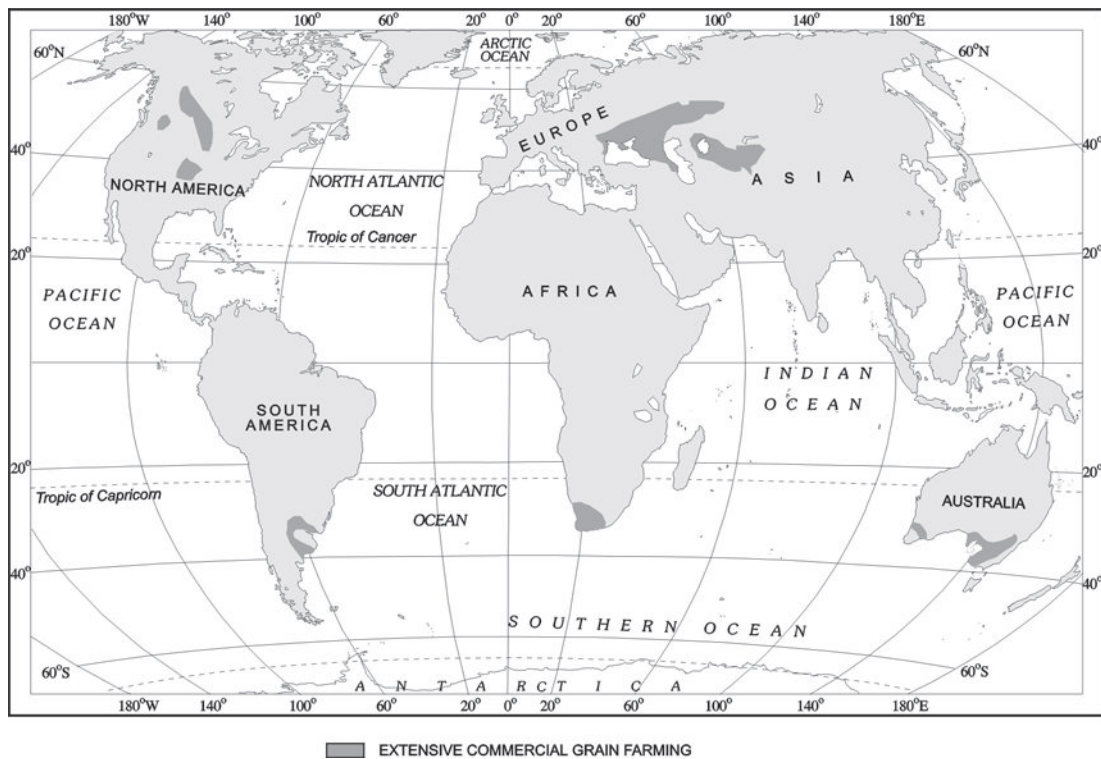 180°W 140° 100° 60° 20° 0° 20° 60° 100° 140° 180°E
60°N
ARCTIC
OCEAN
60°N
EUROPE
40°
40°
ASIA
NORTH AMERICA
NORTH ATLANTIC
OCEAN
Tropic of Cancer
20°
20°
AFRICA
PACIFIC
OCEAN
PACIFIC
OCEAN
INDIAN
OCEAN
SOUTH
AMERICA
20°
20°
Tropic of Capricorn
SOUTH ATLANTIC
OCEAN
AUSTRALIA
40°
40°
SOUTHERN OCEAN
60°S
60°S
ANTARCTICA
180°W 140° 100° 60° 20° 0° 20° 60° 100° 140° 180°E
EXTENSIVE COMMERCIAL GRAIN FARMING